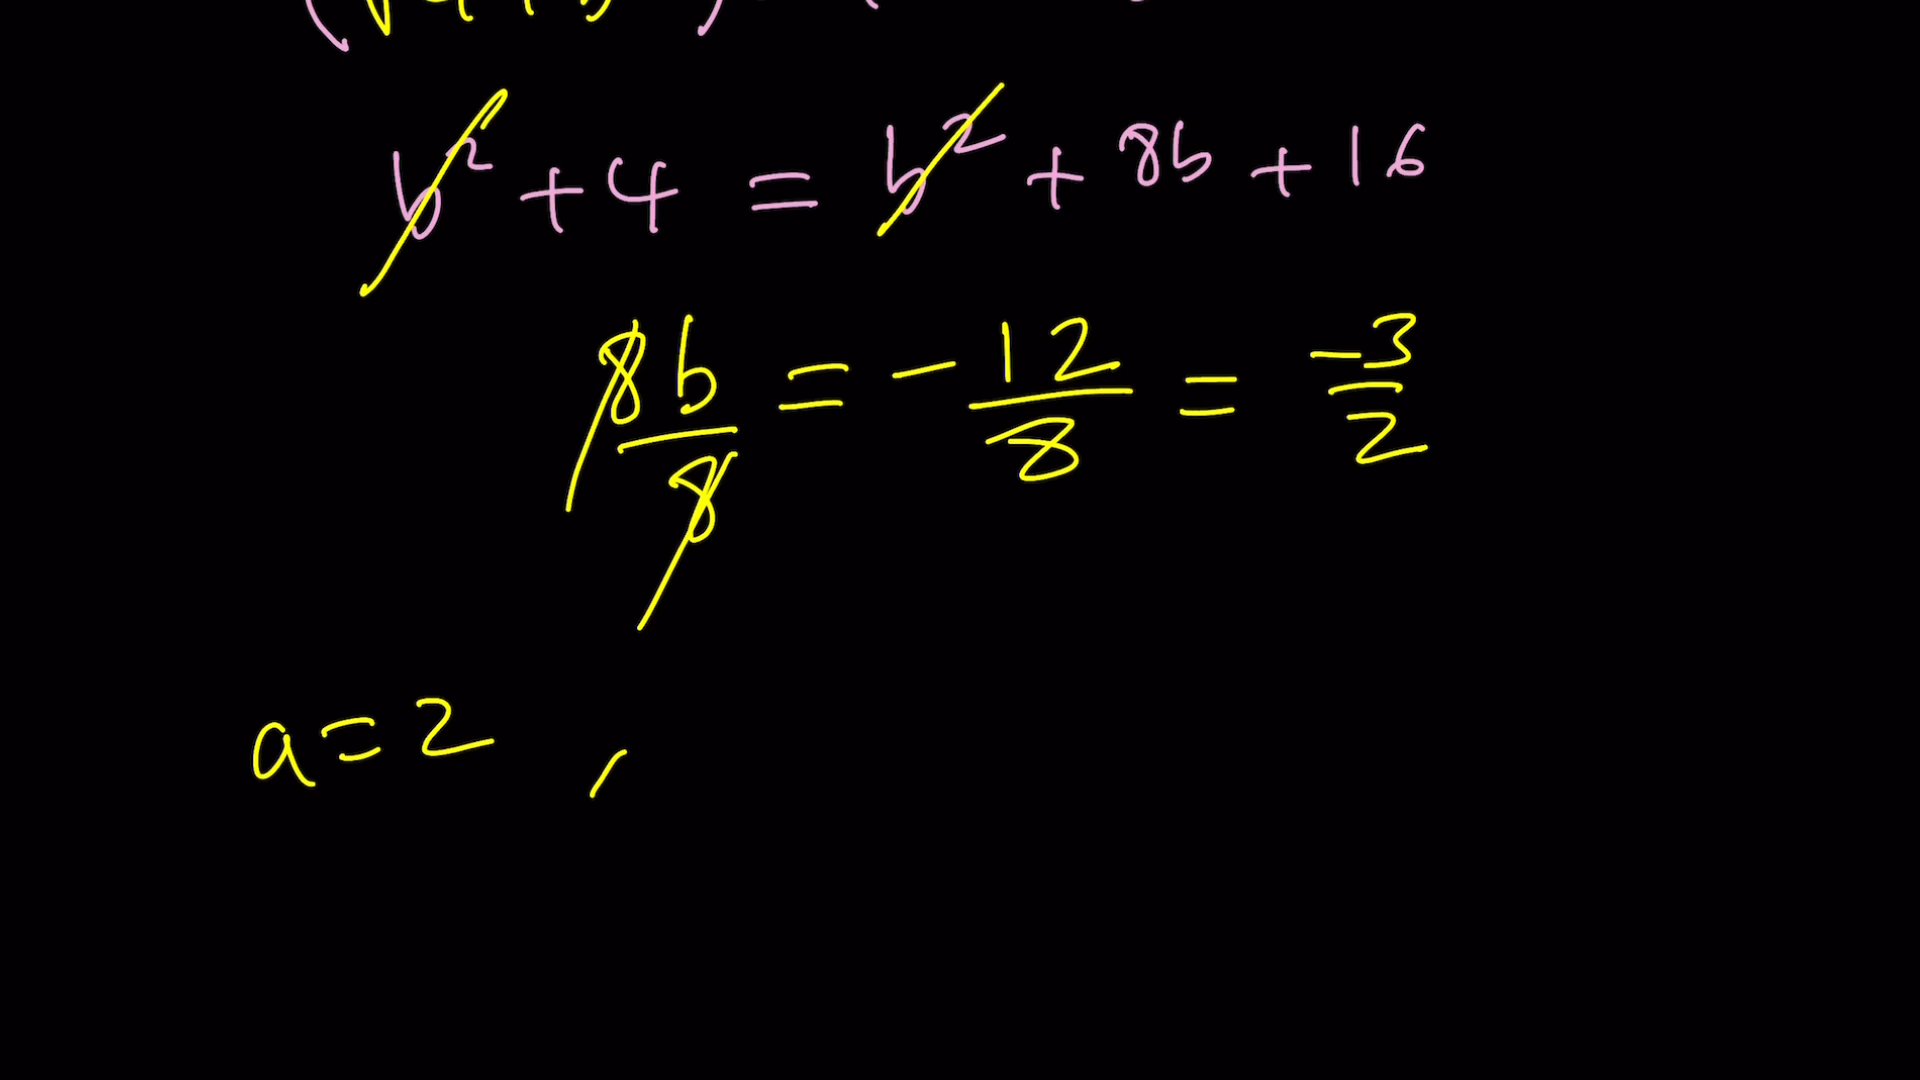 b² + 4 = b² + 8b + 16
8b/8 = -12/8 = -3/2
a = 2 ,